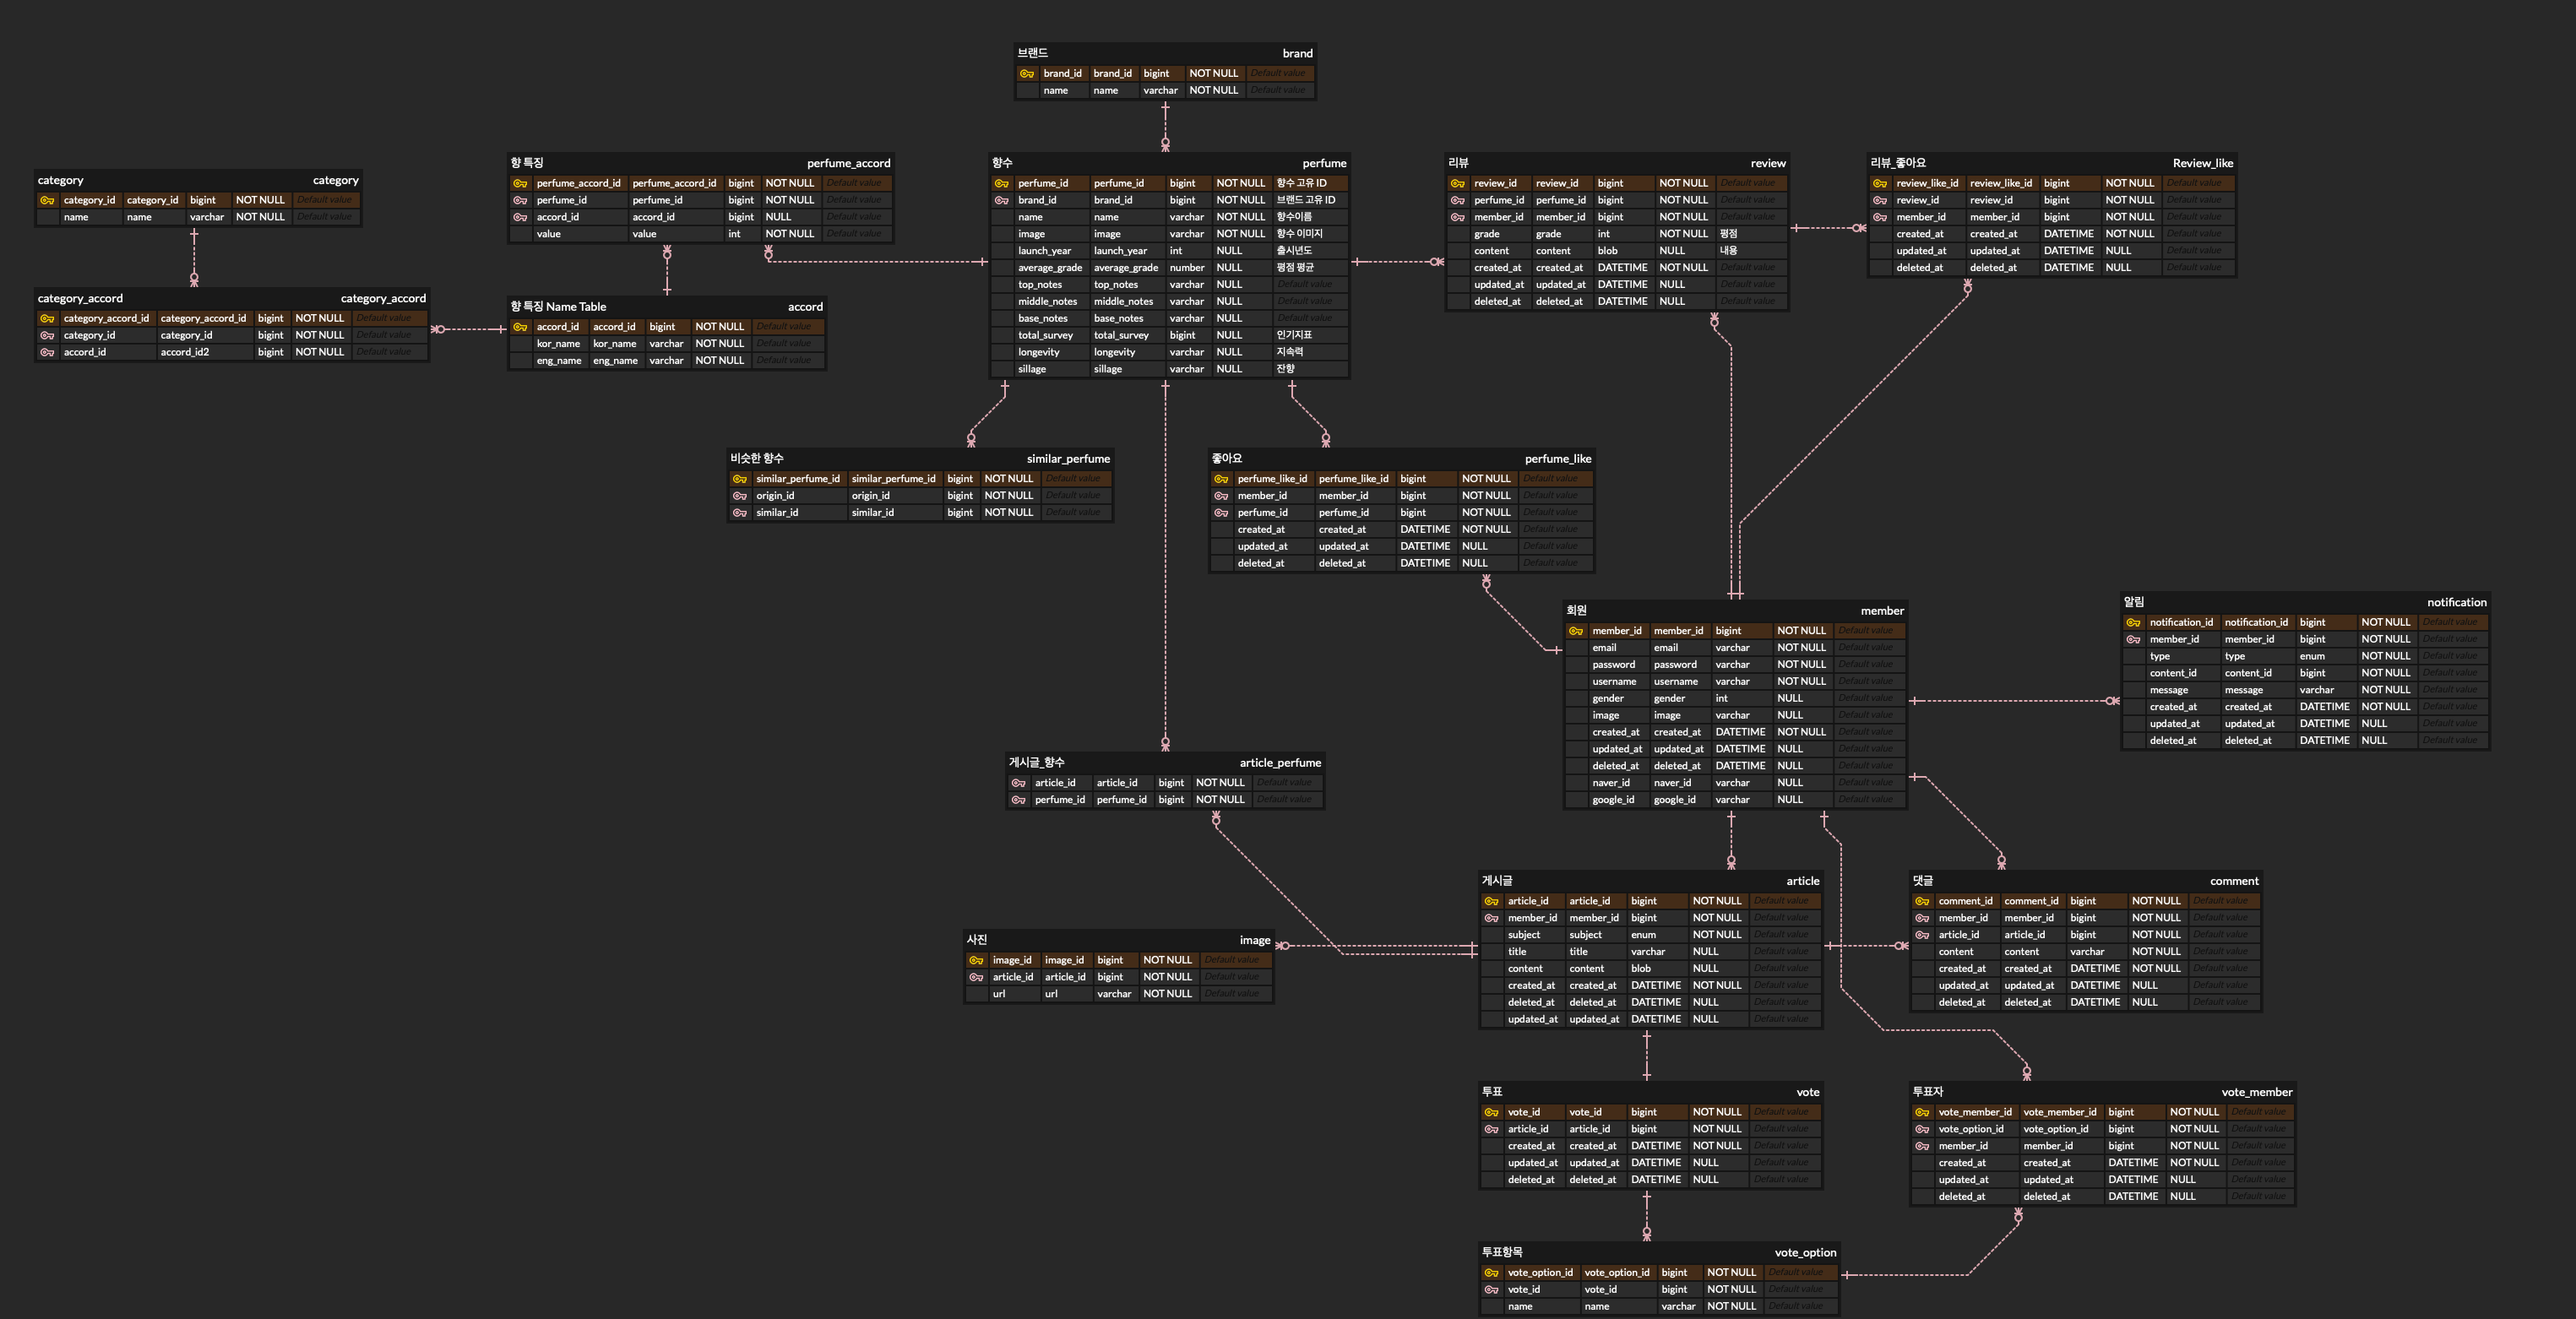 브랜드 brand
brand_id brand_id bigint NOT NULL Default value
name name varchar NOT NULL Default value
category category
category_id category_id bigint NOT NULL Default value
name name varchar NOT NULL Default value
category_accord category_accord
category_accord_id category_accord_id bigint NOT NULL Default value
category_id category_id bigint NOT NULL Default value
accord_id accord_id2 bigint NOT NULL Default value
향 특징 perfume_accord
perfume_accord_id perfume_accord_id bigint NOT NULL Default value
perfume_id perfume_id bigint NOT NULL Default value
accord_id accord_id bigint NULL Default value
value value int NOT NULL Default value
향 특징 Name Table accord
accord_id accord_id bigint NOT NULL Default value
kor_name kor_name varchar NOT NULL Default value
eng_name eng_name varchar NOT NULL Default value
향수 perfume
perfume_id perfume_id bigint NOT NULL 향수 고유 ID
brand_id brand_id bigint NOT NULL 브랜드 고유 ID
name name varchar NOT NULL 향수이름
image image varchar NOT NULL 향수 이미지
launch_year launch_year int NULL 출시년도
average_grade average_grade number NULL 평점 평균
top_notes top_notes varchar NULL Default value
middle_notes middle_notes varchar NULL Default value
base_notes base_notes varchar NULL Default value
total_survey total_survey bigint NULL 인기지표
longevity longevity varchar NULL 지속력
sillage sillage varchar NULL 잔향
리뷰 review
review_id review_id bigint NOT NULL Default value
perfume_id perfume_id bigint NOT NULL Default value
member_id member_id bigint NOT NULL Default value
grade grade int NOT NULL 평점
content content blob NULL 내용
created_at created_at DATETIME NOT NULL Default value
updated_at updated_at DATETIME NULL Default value
deleted_at deleted_at DATETIME NULL Default value
리뷰_좋아요 Review_like
review_like_id review_like_id bigint NOT NULL Default value
review_id review_id bigint NOT NULL Default value
member_id member_id bigint NOT NULL Default value
created_at created_at DATETIME NOT NULL Default value
updated_at updated_at DATETIME NULL Default value
deleted_at deleted_at DATETIME NULL Default value
비슷한 향수 similar_perfume
similar_perfume_id similar_perfume_id bigint NOT NULL Default value
origin_id origin_id bigint NOT NULL Default value
similar_id similar_id bigint NOT NULL Default value
좋아요 perfume_like
perfume_like_id perfume_like_id bigint NOT NULL Default value
member_id member_id bigint NOT NULL Default value
perfume_id perfume_id bigint NOT NULL Default value
created_at created_at DATETIME NOT NULL Default value
updated_at updated_at DATETIME NULL Default value
deleted_at deleted_at DATETIME NULL Default value
회원 member
member_id member_id bigint NOT NULL Default value
email email varchar NOT NULL Default value
password password varchar NOT NULL Default value
username username varchar NOT NULL Default value
gender gender int NULL Default value
image image varchar NULL Default value
created_at created_at DATETIME NOT NULL Default value
updated_at updated_at DATETIME NULL Default value
deleted_at deleted_at DATETIME NULL Default value
naver_id naver_id varchar NULL Default value
google_id google_id varchar NULL Default value
알림 notification
notification_id notification_id bigint NOT NULL Default value
member_id member_id bigint NOT NULL Default value
type type enum NOT NULL Default value
content_id content_id bigint NOT NULL Default value
message message varchar NOT NULL Default value
created_at created_at DATETIME NOT NULL Default value
updated_at updated_at DATETIME NULL Default value
deleted_at deleted_at DATETIME NULL Default value
게시글_향수 article_perfume
article_id article_id bigint NOT NULL Default value
perfume_id perfume_id bigint NOT NULL Default value
사진 image
image_id image_id bigint NOT NULL Default value
article_id article_id bigint NOT NULL Default value
url url varchar NOT NULL Default value
게시글 article
article_id article_id bigint NOT NULL Default value
member_id member_id bigint NOT NULL Default value
subject subject enum NOT NULL Default value
title title varchar NULL Default value
content content blob NULL Default value
created_at created_at DATETIME NOT NULL Default value
deleted_at deleted_at DATETIME NULL Default value
updated_at updated_at DATETIME NULL Default value
댓글 comment
comment_id comment_id bigint NOT NULL Default value
member_id member_id bigint NOT NULL Default value
article_id article_id bigint NOT NULL Default value
content content varchar NOT NULL Default value
created_at created_at DATETIME NOT NULL Default value
updated_at updated_at DATETIME NULL Default value
deleted_at deleted_at DATETIME NULL Default value
투표 vote
vote_id vote_id bigint NOT NULL Default value
article_id article_id bigint NOT NULL Default value
created_at created_at DATETIME NOT NULL Default value
updated_at updated_at DATETIME NULL Default value
deleted_at deleted_at DATETIME NULL Default value
투표자 vote_member
vote_member_id vote_member_id bigint NOT NULL Default value
vote_option_id vote_option_id bigint NOT NULL Default value
member_id member_id bigint NOT NULL Default value
created_at created_at DATETIME NOT NULL Default value
updated_at updated_at DATETIME NULL Default value
deleted_at deleted_at DATETIME NULL Default value
투표항목 vote_option
vote_option_id vote_option_id bigint NOT NULL Default value
vote_id vote_id bigint NOT NULL Default value
name name varchar NOT NULL Default value